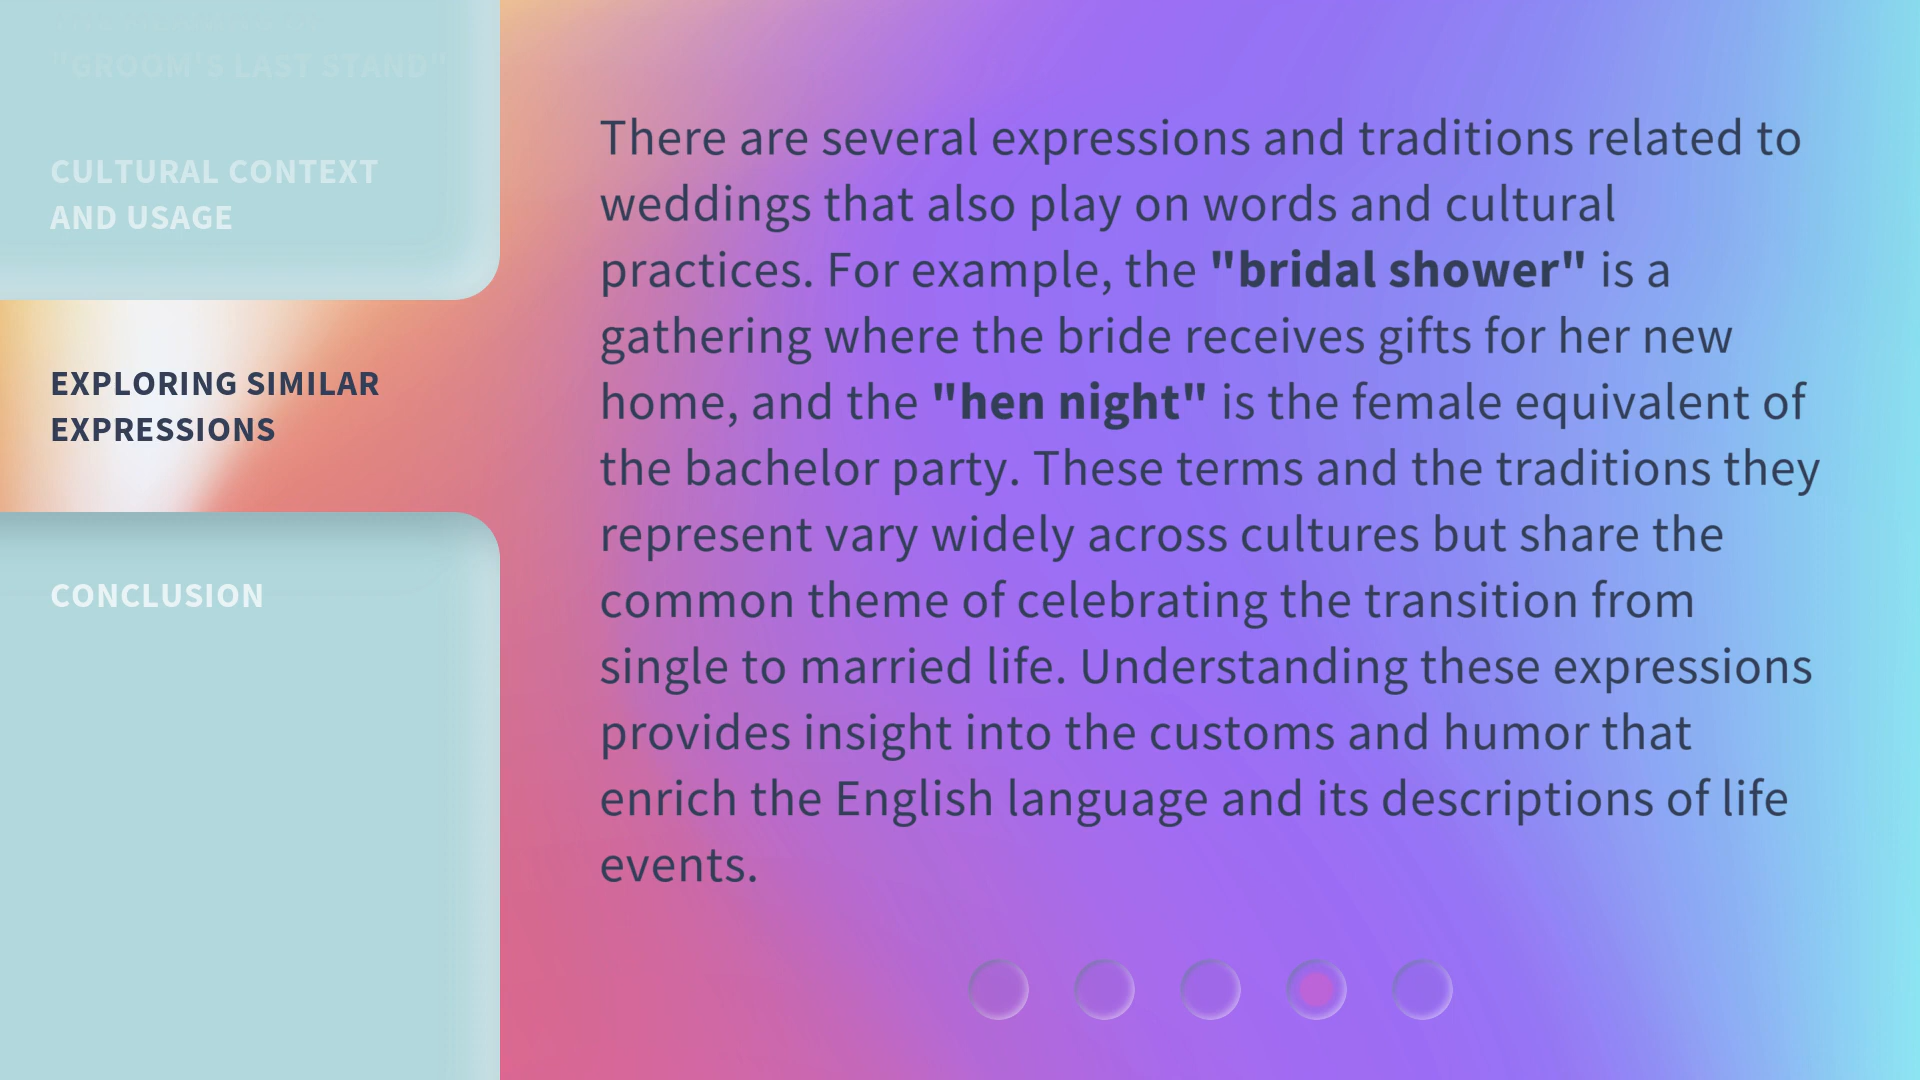 "GROOM'S LAST STAND"
CULTURAL CONTEXT
AND USAGE
EXPLORING SIMILAR
EXPRESSIONS
CONCLUSION
There are several expressions and traditions related to
weddings that also play on words and cultural
practices. For example, the "bridal shower" is a
gathering where the bride receives gifts for her new
home, and the "hen night" is the female equivalent of
the bachelor party. These terms and the traditions they
represent vary widely across cultures but share the
common theme of celebrating the transition from
single to married life. Understanding these expressions
provides insight into the customs and humor that
enrich the English language and its descriptions of life
events.